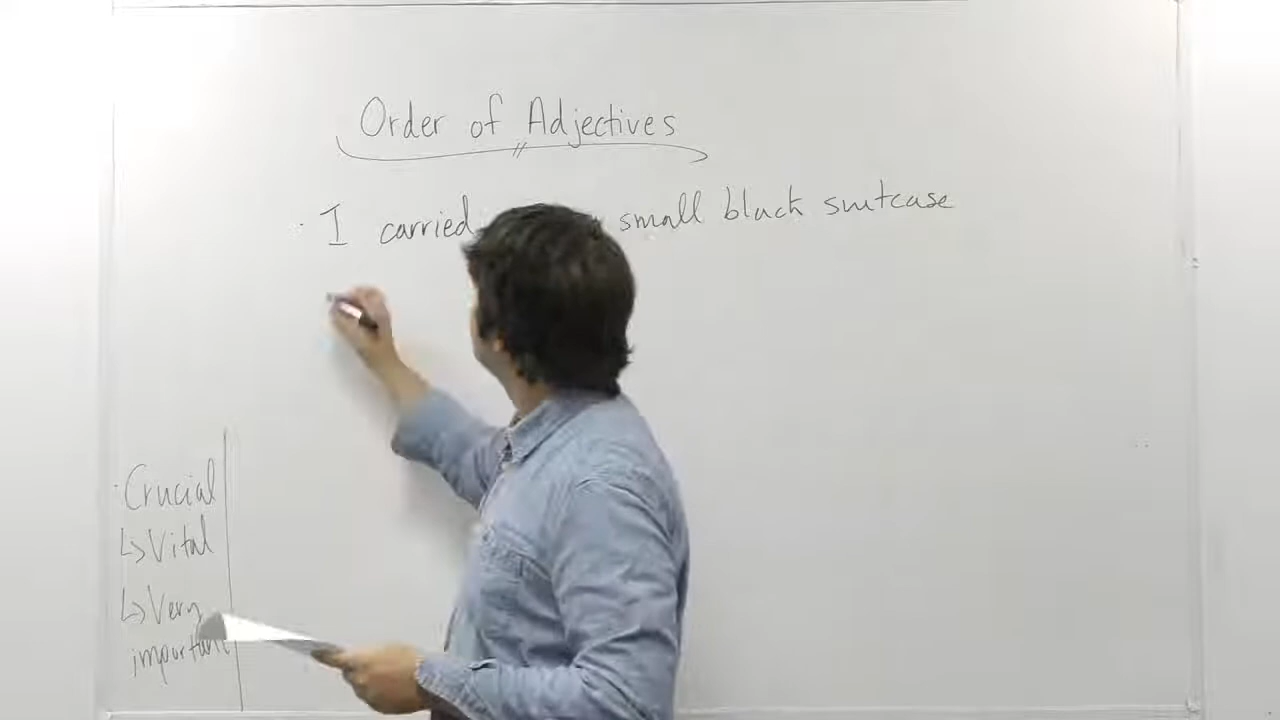 Order of Adjectives
· I carried small black suitcase
· Crucial
↳ Vital
↳ Very
important